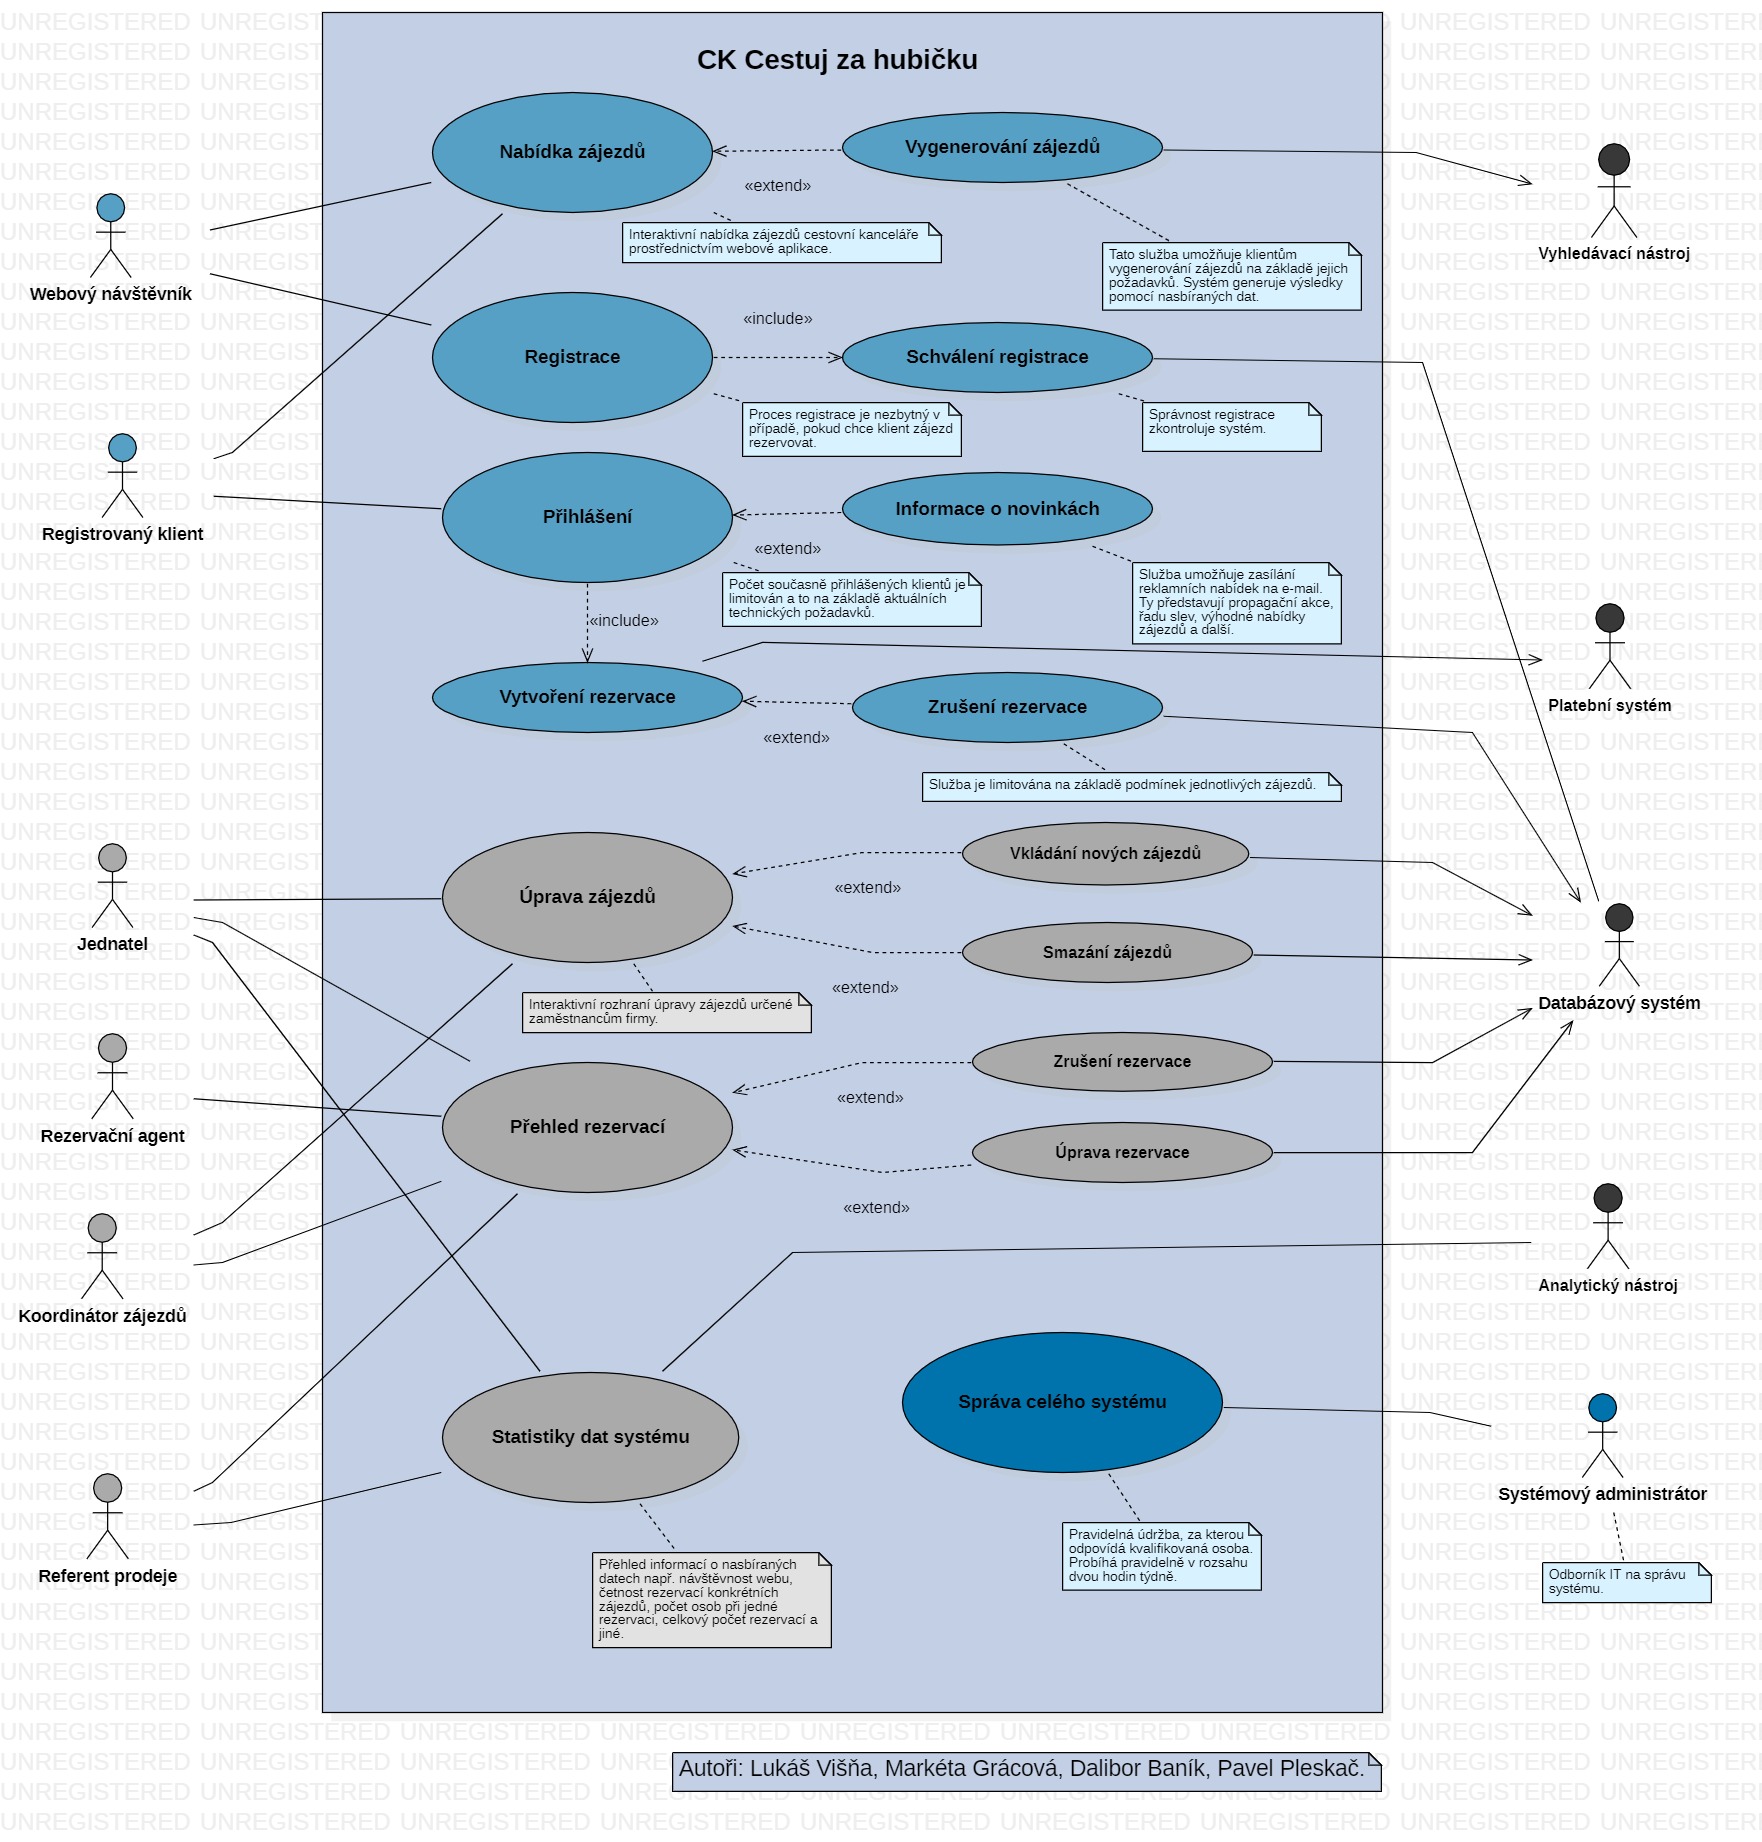 CK Cestuj za hubičku
Nabídka zájezdů
Vygenerování zájezdů
«extend»
Interaktivní nabídka zájezdů cestovní kanceláře
prostřednictvím webové aplikace.
Tato služba umožňuje klientům
vygenerování zájezdů na základě jejich
požadavků. Systém generuje výsledky
pomocí nasbíraných dat.
Vyhledávací nástroj
Webový návštěvník
Registrace
«include»
Schválení registrace
Proces registrace je nezbytný v
případě, pokud chce klient zájezd
rezervovat.
Správnost registrace
zkontroluje systém.
Registrovaný klient
Přihlášení
Informace o novinkách
«extend»
Počet současně přihlášených klientů je
limitován a to na základě aktuálních
technických požadavků.
Služba umožňuje zasílání
reklamních nabídek na e-mail.
Ty představují propagační akce,
řadu slev, výhodné nabídky
zájezdů a další.
«include»
Vytvoření rezervace
Zrušení rezervace
«extend»
Platební systém
Služba je limitována na základě podmínek jednotlivých zájezdů.
Jednatel
Úprava zájezdů
Vkládání nových zájezdů
«extend»
Smazání zájezdů
«extend»
Interaktivní rozhraní úpravy zájezdů určené
zaměstnancům firmy.
Databázový systém
Rezervační agent
Přehled rezervací
Zrušení rezervace
«extend»
Úprava rezervace
«extend»
Koordinátor zájezdů
Analytický nástroj
Statistiky dat systému
Správa celého systému
Systémový administrátor
Pravidelná údržba, za kterou
odpovídá kvalifikovaná osoba.
Probíhá pravidelně v rozsahu
dvou hodin týdně.
Odborník IT na správu
systému.
Referent prodeje
Přehled informací o nasbíraných
datech např. návštěvnost webu,
četnost rezervací konkrétních
zájezdů, počet osob při jedné
rezervaci, celkový počet rezervací a
jiné.
Autoři: Lukáš Višňa, Markéta Grácová, Dalibor Baník, Pavel Pleskač.
UNREGISTERED